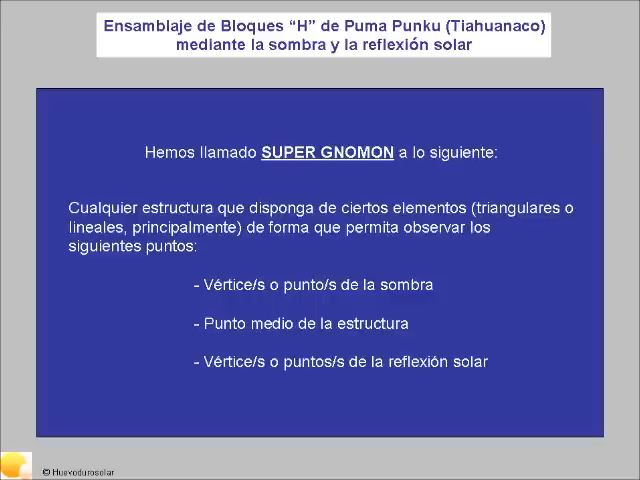 Ensamblaje de Bloques “H” de Puma Punku (Tiahuanaco)
mediante la sombra y la reflexión solar
Hemos llamado SUPER GNOMON a lo siguiente:
Cualquier estructura que disponga de ciertos elementos (triangulares o
lineales, principalmente) de forma que permita observar los
siguientes puntos:
- Vértice/s o punto/s de la sombra
- Punto medio de la estructura
- Vértice/s o puntos/s de la reflexión solar
© Huevodurosolar